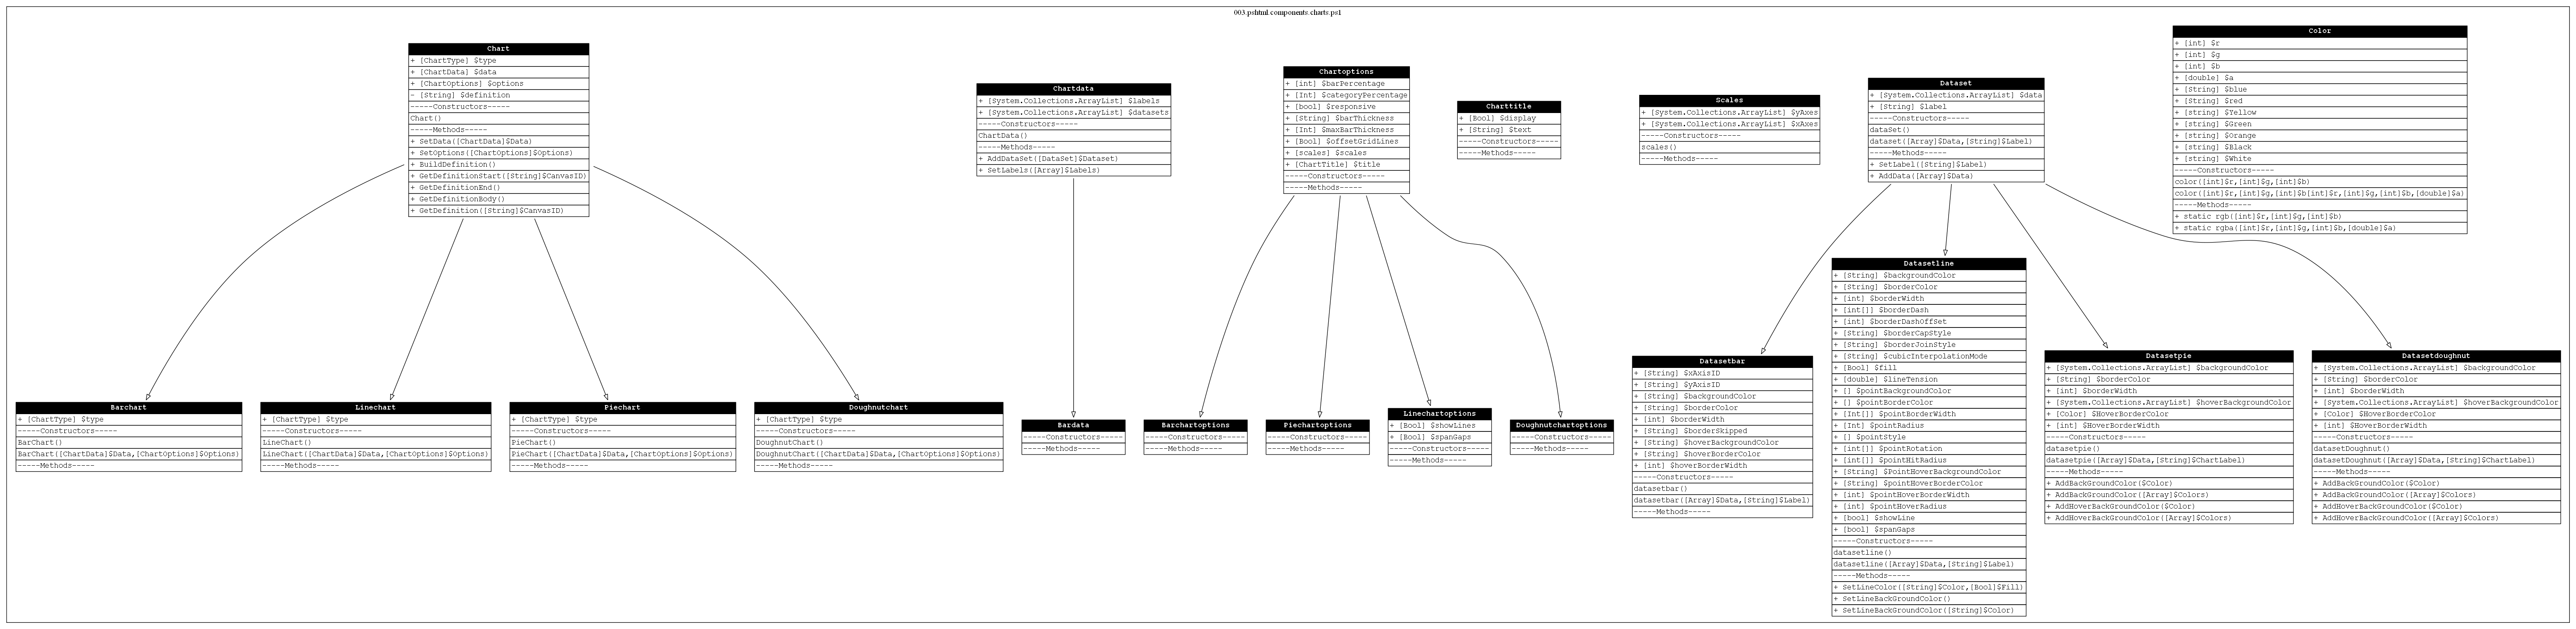 003.pshtml.components.charts.ps1
Chart
+ [ChartType] $type
+ [ChartData] $data
+ [ChartOptions] $options
- [String] $definition
-----Constructors-----
Chart()
-----Methods-----
+ SetData([ChartData]$Data)
+ SetOptions([ChartOptions]$Options)
+ BuildDefinition()
+ GetDefinitionStart([String]$CanvasID)
+ GetDefinitionEnd()
+ GetDefinitionBody()
+ GetDefinition([String]$CanvasID)
Chartdata
+ [System.Collections.ArrayList] $labels
+ [System.Collections.ArrayList] $datasets
-----Constructors-----
ChartData()
-----Methods-----
+ AddDataSet([DataSet]$Dataset)
+ SetLabels([Array]$Labels)
Chartoptions
+ [int] $barPercentage
+ [Int] $categoryPercentage
+ [bool] $responsive
+ [String] $barThickness
+ [Int] $maxBarThickness
+ [Bool] $offsetGridLines
+ [scales] $scales
+ [ChartTitle] $title
-----Constructors-----
-----Methods-----
Charttitle
+ [Bool] $display
+ [String] $text
-----Constructors-----
-----Methods-----
Scales
+ [System.Collections.ArrayList] $yAxes
+ [System.Collections.ArrayList] $xAxes
-----Constructors-----
scales()
-----Methods-----
Dataset
+ [System.Collections.ArrayList] $data
+ [String] $label
-----Constructors-----
dataSet()
dataset([Array]$Data,[String]$Label)
-----Methods-----
+ SetLabel([String]$Label)
+ AddData([Array]$Data)
Color
+ [int] $r
+ [int] $g
+ [int] $b
+ [double] $a
+ [String] $blue
+ [String] $red
+ [String] $Yellow
+ [string] $Green
+ [string] $Orange
+ [string] $Black
+ [string] $White
-----Constructors-----
color([int]$r,[int]$g,[int]$b)
color([int]$r,[int]$g,[int]$b[int]$r,[int]$g,[int]$b,[double]$a)
-----Methods-----
+ static rgb([int]$r,[int]$g,[int]$b)
+ static rgba([int]$r,[int]$g,[int]$b,[double]$a)
Barchart
+ [ChartType] $type
-----Constructors-----
BarChart()
BarChart([ChartData]$Data,[ChartOptions]$Options)
-----Methods-----
Linechart
+ [ChartType] $type
-----Constructors-----
LineChart()
LineChart([ChartData]$Data,[ChartOptions]$Options)
-----Methods-----
Piechart
+ [ChartType] $type
-----Constructors-----
PieChart()
PieChart([ChartData]$Data,[ChartOptions]$Options)
-----Methods-----
Doughnutchart
+ [ChartType] $type
-----Constructors-----
DoughnutChart()
DoughnutChart([ChartData]$Data,[ChartOptions]$Options)
-----Methods-----
Bardata
-----Constructors-----
-----Methods-----
Barchartoptions
-----Constructors-----
-----Methods-----
Piechartoptions
-----Constructors-----
-----Methods-----
Linechartoptions
+ [Bool] $showLines
+ [Bool] $spanGaps
-----Constructors-----
-----Methods-----
Doughnutchartoptions
-----Constructors-----
-----Methods-----
Datasetbar
+ [String] $xAxisID
+ [String] $yAxisID
+ [String] $backgroundColor
+ [String] $borderColor
+ [int] $borderWidth
+ [String] $borderSkipped
+ [String] $hoverBackgroundColor
+ [String] $hoverBorderColor
+ [int] $hoverBorderWidth
-----Constructors-----
datasetbar()
datasetbar([Array]$Data,[String]$Label)
-----Methods-----
Datasetline
+ [String] $backgroundColor
+ [String] $borderColor
+ [int] $borderWidth
+ [int[]] $borderDash
+ [int] $borderDashOffSet
+ [String] $borderCapStyle
+ [String] $borderJoinStyle
+ [String] $cubicInterpolationMode
+ [Bool] $fill
+ [double] $lineTension
+ [] $pointBackgroundColor
+ [] $pointBorderColor
+ [Int[]] $pointBorderWidth
+ [Int] $pointRadius
+ [] $pointStyle
+ [int[]] $pointRotation
+ [int[]] $pointHitRadius
+ [String] $PointHoverBackgroundColor
+ [String] $pointHoverBorderColor
+ [int] $pointHoverBorderWidth
+ [int] $pointHoverRadius
+ [bool] $showLine
+ [bool] $spanGaps
-----Constructors-----
datasetline()
datasetline([Array]$Data,[String]$Label)
-----Methods-----
+ SetLineColor([String]$Color,[Bool]$Fill)
+ SetLineBackGroundColor()
+ SetLineBackGroundColor([String]$Color)
Datasetpie
+ [System.Collections.ArrayList] $backgroundColor
+ [String] $borderColor
+ [int] $borderWidth
+ [System.Collections.ArrayList] $hoverBackgroundColor
+ [Color] $HoverBorderColor
+ [int] $HoverBorderWidth
-----Constructors-----
datasetpie()
datasetpie([Array]$Data,[String]$ChartLabel)
-----Methods-----
+ AddBackGroundColor($Color)
+ AddBackGroundColor([Array]$Colors)
+ AddHoverBackGroundColor($Color)
+ AddHoverBackGroundColor([Array]$Colors)
Datasetdoughnut
+ [System.Collections.ArrayList] $backgroundColor
+ [String] $borderColor
+ [int] $borderWidth
+ [System.Collections.ArrayList] $hoverBackgroundColor
+ [Color] $HoverBorderColor
+ [int] $HoverBorderWidth
-----Constructors-----
datasetDoughnut()
datasetDoughnut([Array]$Data,[String]$ChartLabel)
-----Methods-----
+ AddBackGroundColor($Color)
+ AddBackGroundColor([Array]$Colors)
+ AddHoverBackGroundColor($Color)
+ AddHoverBackGroundColor([Array]$Colors)